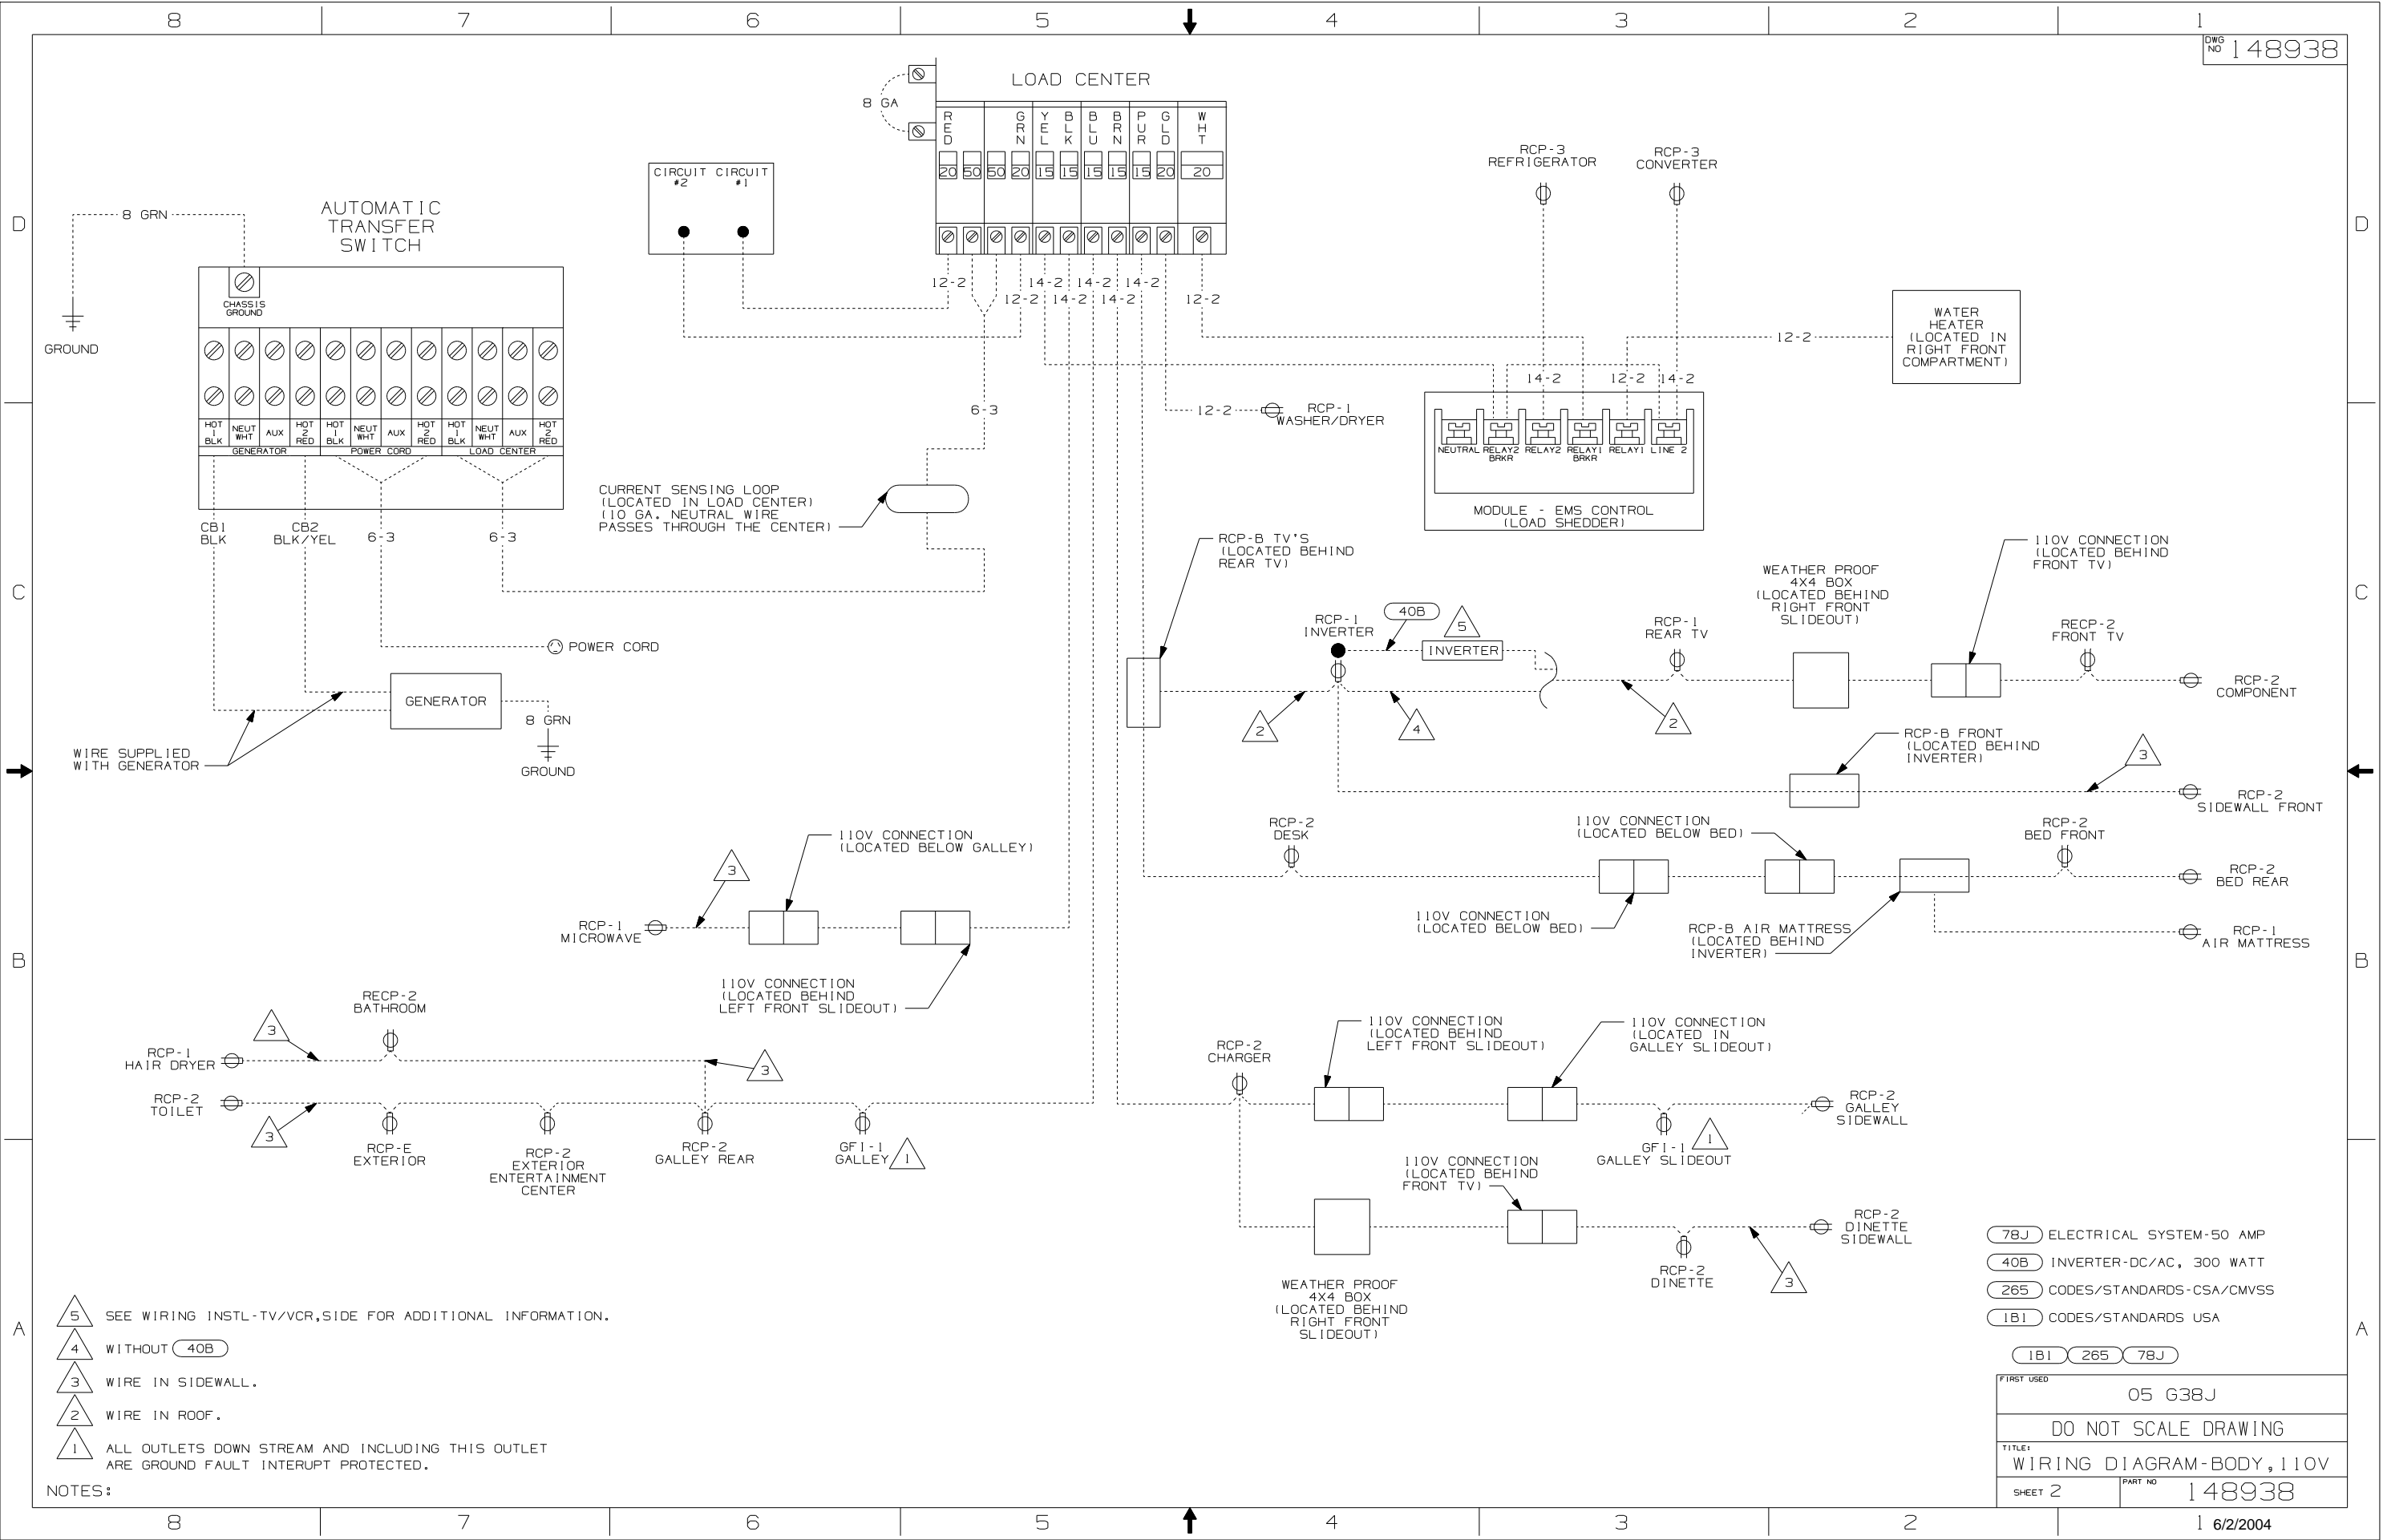 8 7 6 5 4 3 2 1
DWG
NO 148938
D
D
C
C
B
B
A
A
LOAD CENTER
8 GA
RED
GRN
YEL
BLK
BLU
BRN
PUR
GLD
WHT
20 50 50 20 15 15 15 15 15 20 20
CIRCUIT CIRCUIT
#2 #1
RCP-3
REFRIGERATOR
RCP-3
CONVERTER
8 GRN
AUTOMATIC
TRANSFER
SWITCH
CHASSIS
GROUND
GROUND
12-2 14-2 14-2 14-2
12-2 14-2 14-2 12-2
WATER
HEATER
(LOCATED IN
RIGHT FRONT
COMPARTMENT)
12-2
14-2 12-2 14-2
6-3
12-2
RCP-1
WASHER/DRYER
HOT
1
BLK
NEUT
WHT
AUX
HOT
2
RED
HOT
1
BLK
NEUT
WHT
AUX
HOT
2
RED
HOT
1
BLK
NEUT
WHT
AUX
HOT
2
RED
GENERATOR POWER CORD LOAD CENTER
NEUTRAL
RELAY2
BRKR
RELAY2
RELAY1
BRKR
RELAY1
LINE 2
MODULE - EMS CONTROL
(LOAD SHEDDER)
CURRENT SENSING LOOP
(LOCATED IN LOAD CENTER)
(10 GA. NEUTRAL WIRE
PASSES THROUGH THE CENTER)
CB1
BLK
CB2
BLK/YEL
6-3
6-3
POWER CORD
GENERATOR
8 GRN
GROUND
WIRE SUPPLIED
WITH GENERATOR
RCP-B TV'S
(LOCATED BEHIND
REAR TV)
RCP-1
INVERTER
40B
5
INVERTER
RCP-1
REAR TV
WEATHER PROOF
4X4 BOX
(LOCATED BEHIND
RIGHT FRONT
SLIDEOUT)
110V CONNECTION
(LOCATED BEHIND
FRONT TV)
RECP-2
FRONT TV
RCP-2
COMPONENT
2
4
2
RCP-B FRONT
(LOCATED BEHIND
INVERTER)
3
RCP-2
SIDEWALL FRONT
RCP-2
DESK
110V CONNECTION
(LOCATED BELOW BED)
RCP-2
BED FRONT
RCP-2
BED REAR
110V CONNECTION
(LOCATED BELOW BED)
RCP-B AIR MATTRESS
(LOCATED BEHIND
INVERTER)
RCP-1
AIR MATTRESS
110V CONNECTION
(LOCATED BELOW GALLEY)
3
RCP-1
MICROWAVE
110V CONNECTION
(LOCATED BEHIND
LEFT FRONT SLIDEOUT)
RECP-2
BATHROOM
3
RCP-1
HAIR DRYER
3
RCP-2
TOILET
3
RCP-E
EXTERIOR
RCP-2
EXTERIOR
ENTERTAINMENT
CENTER
RCP-2
GALLEY REAR
GFI-1
GALLEY
1
RCP-2
CHARGER
110V CONNECTION
(LOCATED BEHIND
LEFT FRONT SLIDEOUT)
110V CONNECTION
(LOCATED IN
GALLEY SLIDEOUT)
RCP-2
GALLEY
SIDEWALL
GFI-1
GALLEY SLIDEOUT
1
110V CONNECTION
(LOCATED BEHIND
FRONT TV)
RCP-2
DINETTE
SIDEWALL
RCP-2
DINETTE
3
WEATHER PROOF
4X4 BOX
(LOCATED BEHIND
RIGHT FRONT
SLIDEOUT)
78J ELECTRICAL SYSTEM-50 AMP
40B INVERTER-DC/AC, 300 WATT
265 CODES/STANDARDS-CSA/CMVSS
1B1 CODES/STANDARDS USA
1B1 265 78J
5 SEE WIRING INSTL-TV/VCR,SIDE FOR ADDITIONAL INFORMATION.
4 WITHOUT 40B
3 WIRE IN SIDEWALL.
2 WIRE IN ROOF.
1 ALL OUTLETS DOWN STREAM AND INCLUDING THIS OUTLET
ARE GROUND FAULT INTERUPT PROTECTED.
NOTES:
FIRST USED
05 G38J
DO NOT SCALE DRAWING
TITLE:
WIRING DIAGRAM-BODY,110V
SHEET 2
PART NO
148938
8 7 6 5 4 3 2 1
6/2/2004